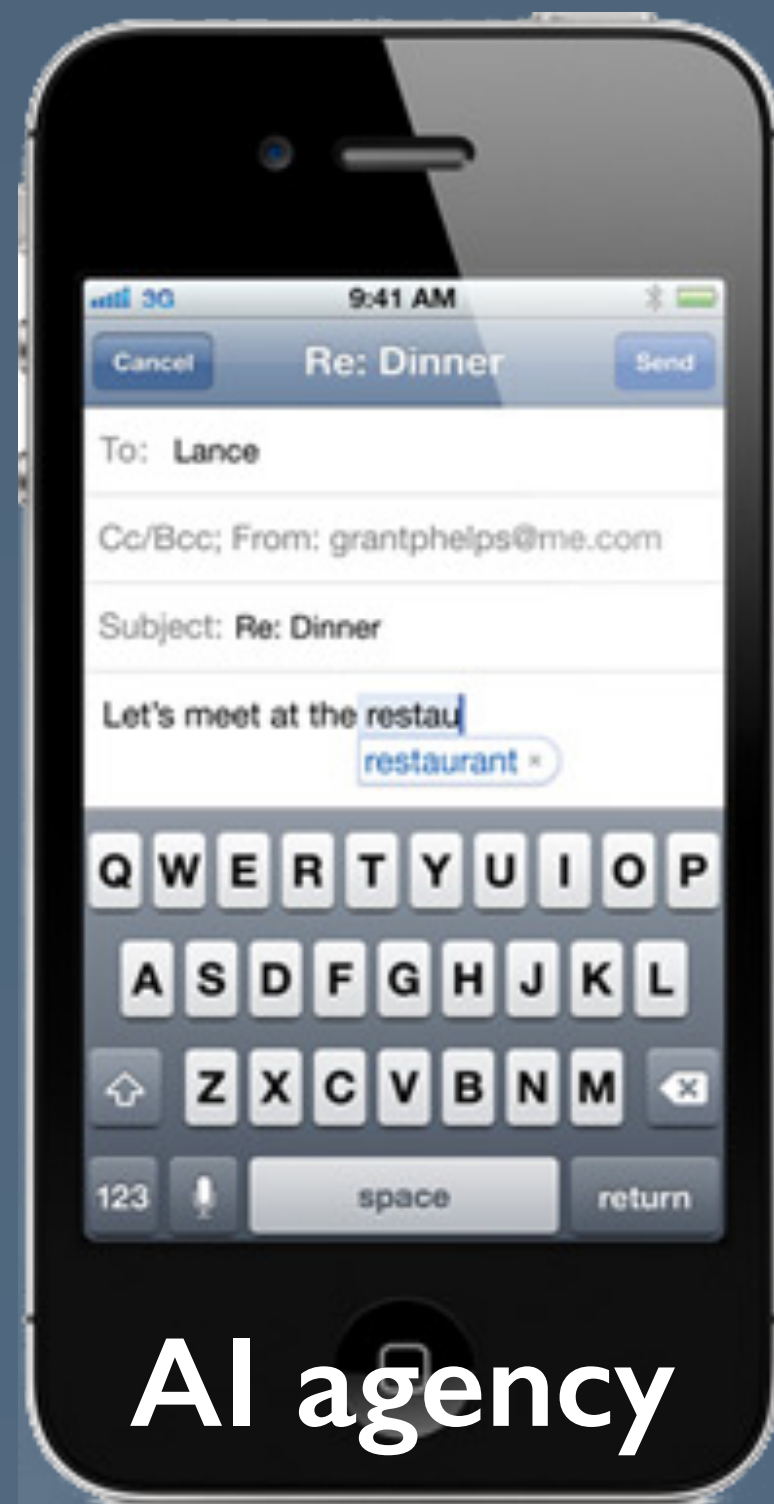 3G 9:41 AM
Cancel Re: Dinner Send
To: Lance
Cc/Bcc; From: grantphelps@me.com
Subject: Re: Dinner
Let's meet at the restau
restaurant ×
Q W E R T Y U I O P
A S D F G H J K L
Z X C V B N M
123 space return
AI agency